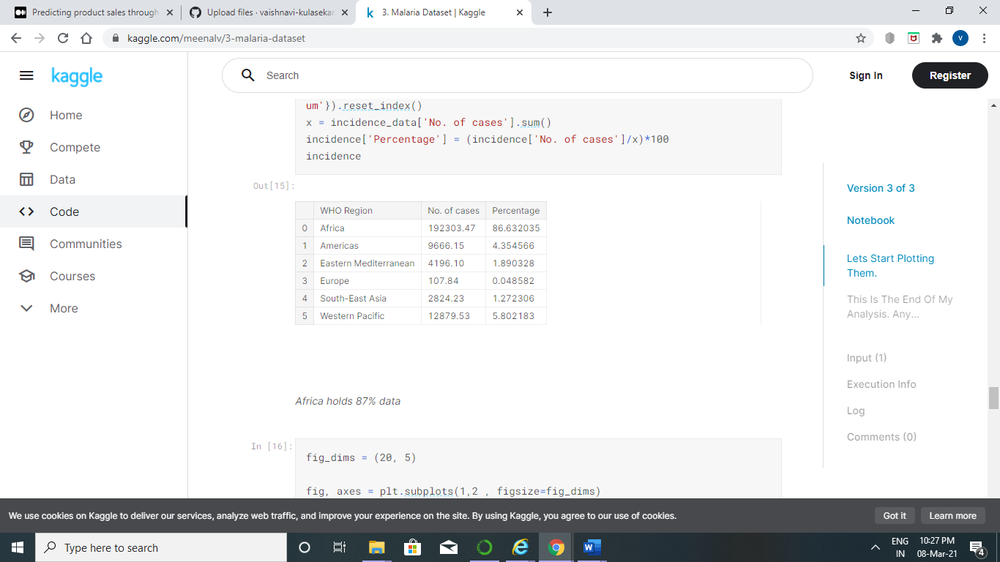 Predicting product sales through
Upload files · vaishnavi-kulasekar
3. Malaria Dataset | Kaggle
kaggle.com/meenalv/3-malaria-dataset
V
kaggle
Search
Sign In
Register
Home
Compete
Data
Code
Communities
Courses
More
um'}).reset_index()
x = incidence_data['No. of cases'].sum()
incidence['Percentage'] = (incidence['No. of cases']/x)*100
incidence
Out[15]:
WHO Region No. of cases Percentage
0 Africa 192303.47 86.632035
1 Americas 9666.15 4.354566
2 Eastern Mediterranean 4196.10 1.890328
3 Europe 107.84 0.048582
4 South-East Asia 2824.23 1.272306
5 Western Pacific 12879.53 5.802183
Africa holds 87% data
In [16]:
fig_dims = (20, 5)
fig, axes = plt.subplots(1,2 , figsize=fig_dims)
Version 3 of 3
Notebook
Lets Start Plotting
Them.
This Is The End Of My
Analysis. Any...
Input (1)
Execution Info
Log
Comments (0)
We use cookies on Kaggle to deliver our services, analyze web traffic, and improve your experience on the site. By using Kaggle, you agree to our use of cookies.
Got it
Learn more
Type here to search
ENG
IN
10:27 PM
08-Mar-21
4